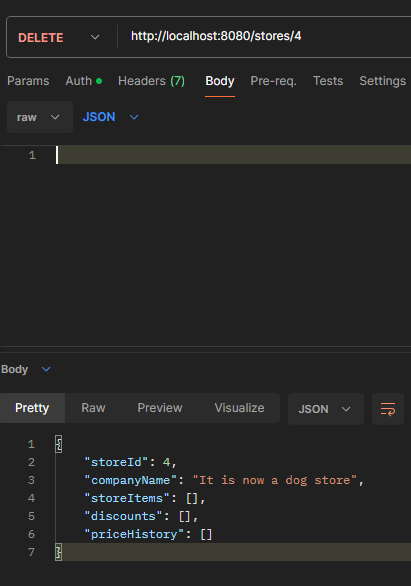 DELETE http://localhost:8080/stores/4
Params Auth Headers (7) Body Pre-req. Tests Settings
raw JSON
1
Body
Pretty Raw Preview Visualize JSON
1 {
2 "storeId": 4,
3 "companyName": "It is now a dog store",
4 "storeItems": [],
5 "discounts": [],
6 "priceHistory": []
7 }